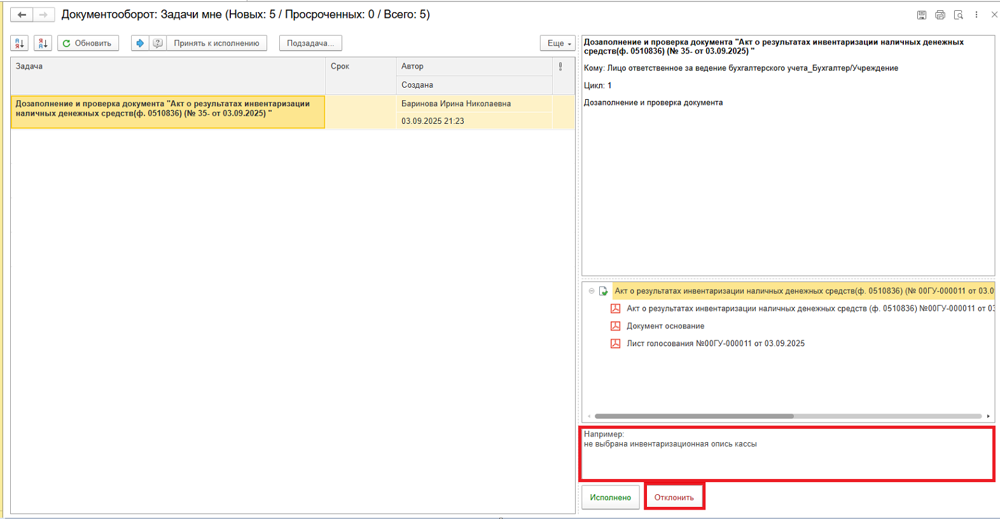 Документооборот: Задачи мне (Новых: 5 / Просроченных: 0 / Всего: 5)
Обновить
Принять к исполнению
Подзадача...
Еще
Задача
Срок
Автор
Создана
Дозаполнение и проверка документа "Акт о результатах инвентаризации
наличных денежных средств(ф. 0510836) (№ 35- от 03.09.2025) "
Баринова Ирина Николаевна
03.09.2025 21:23
Дозаполнение и проверка документа "Акт о результатах инвентаризации наличных денежных
средств(ф. 0510836) (№ 35- от 03.09.2025) "
Кому: Лицо ответственное за ведение бухгалтерского учета_Бухгалтер/Учреждение
Цикл: 1
Дозаполнение и проверка документа
Акт о результатах инвентаризации наличных денежных средств(ф. 0510836) (№ 00ГУ-000011 от 03.0
Акт о результатах инвентаризации наличных денежных средств (ф. 0510836) №00ГУ-000011 от 03
Документ основание
Лист голосования №00ГУ-000011 от 03.09.2025
Например:
не выбрана инвентаризационная опись кассы
Исполнено
Отклонить